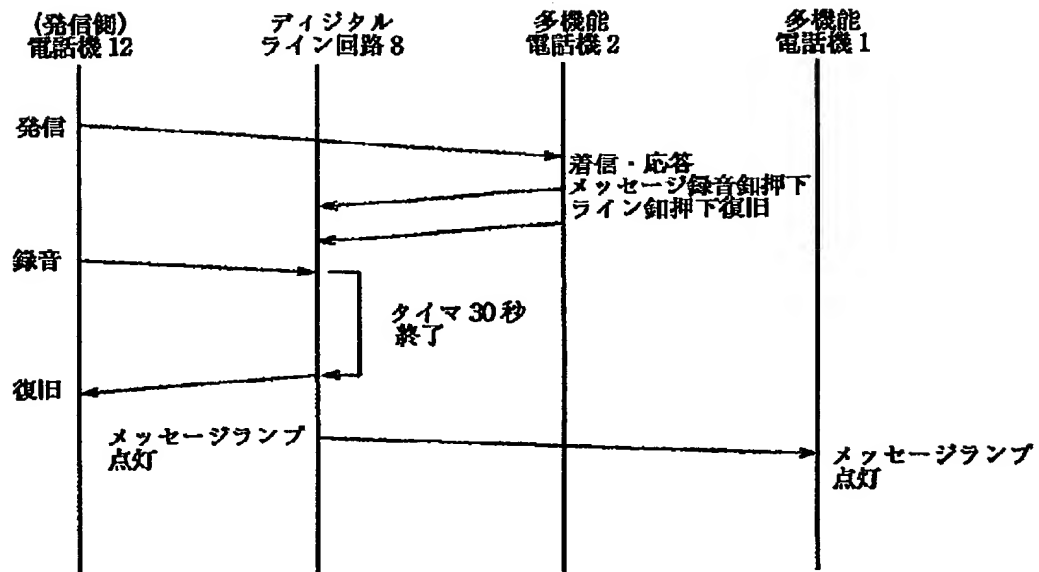 (発信側)
電話機 12
ディジタル
ライン回路 8
多機能
電話機 2
多機能
電話機 1
発信
着信・応答
メッセージ録音釦押下
ライン釦押下復旧
録音
タイマ 30 秒
終了
復旧
メッセージランプ
点灯
メッセージランプ
点灯